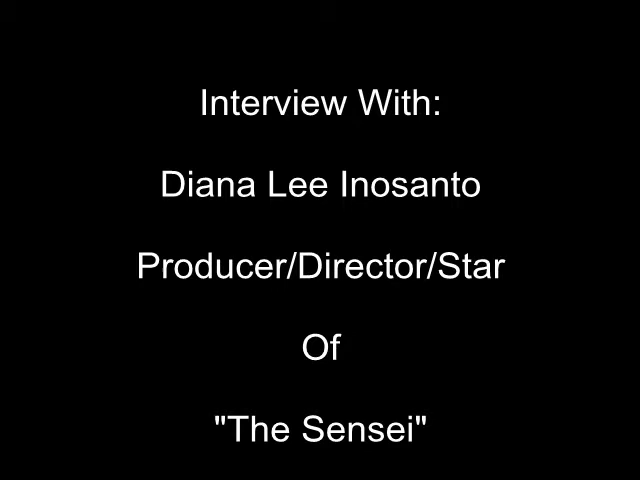 Interview With:
Diana Lee Inosanto
Producer/Director/Star
Of
"The Sensei"